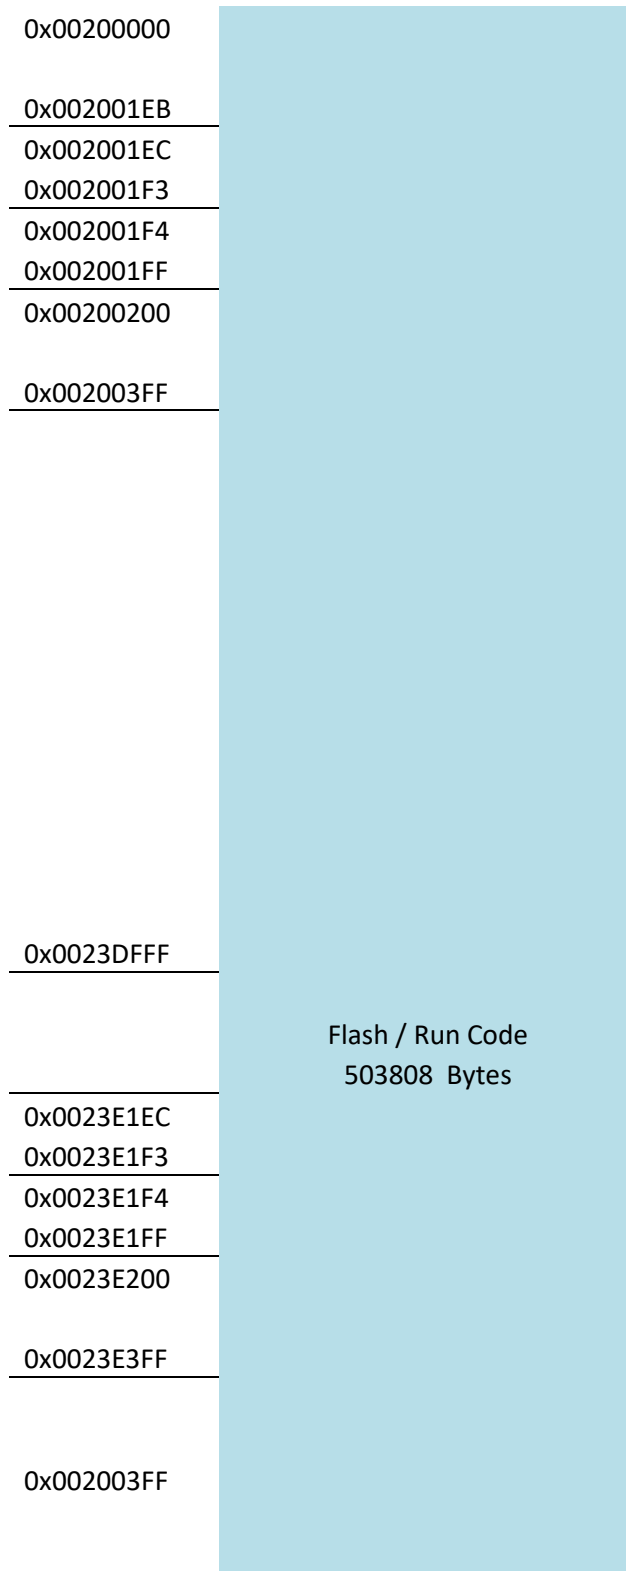 0x00200000
0x002001EB
0x002001EC
0x002001F3
0x002001F4
0x002001FF
0x00200200
0x002003FF
0x0023DFFF
Flash / Run Code
503808 Bytes
0x0023E1EC
0x0023E1F3
0x0023E1F4
0x0023E1FF
0x0023E200
0x0023E3FF
0x002003FF